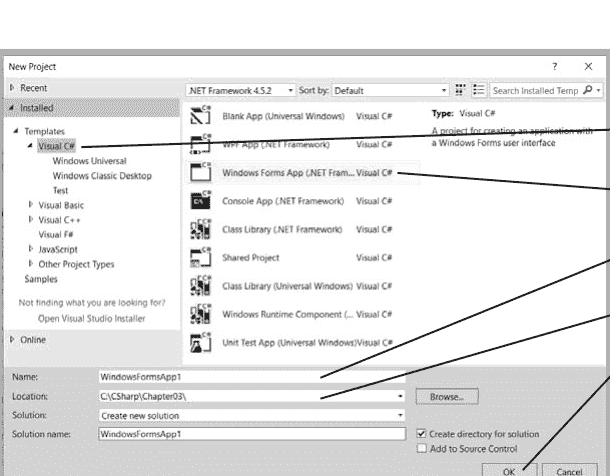 New Project ? X
Recent
Installed
Templates
Visual C#
Windows Universal
Windows Classic Desktop
Test
Visual Basic
Visual C++
Visual F#
JavaScript
Other Project Types
Samples
Not finding what you are looking for?
Open Visual Studio Installer
Online
.NET Framework 4.5.2 Sort by: Default Search Installed Temp
Blank App (Universal Windows) Visual C#
WPF App (.NET Framework) Visual C#
Windows Forms App (.NET Fram... Visual C#
Console App (.NET Framework) Visual C#
Class Library (.NET Framework) Visual C#
Shared Project Visual C#
Class Library (Universal Windows) Visual C#
Windows Runtime Component (... Visual C#
Unit Test App (Universal Windows) Visual C#
Type: Visual C#
A project for creating an application with
a Windows Forms user interface
Name: WindowsFormsApp1
Location: C:\CSharp\Chapter03\ Browse...
Solution: Create new solution
Solution name: WindowsFormsApp1
Create directory for solution
Add to Source Control
OK Cancel